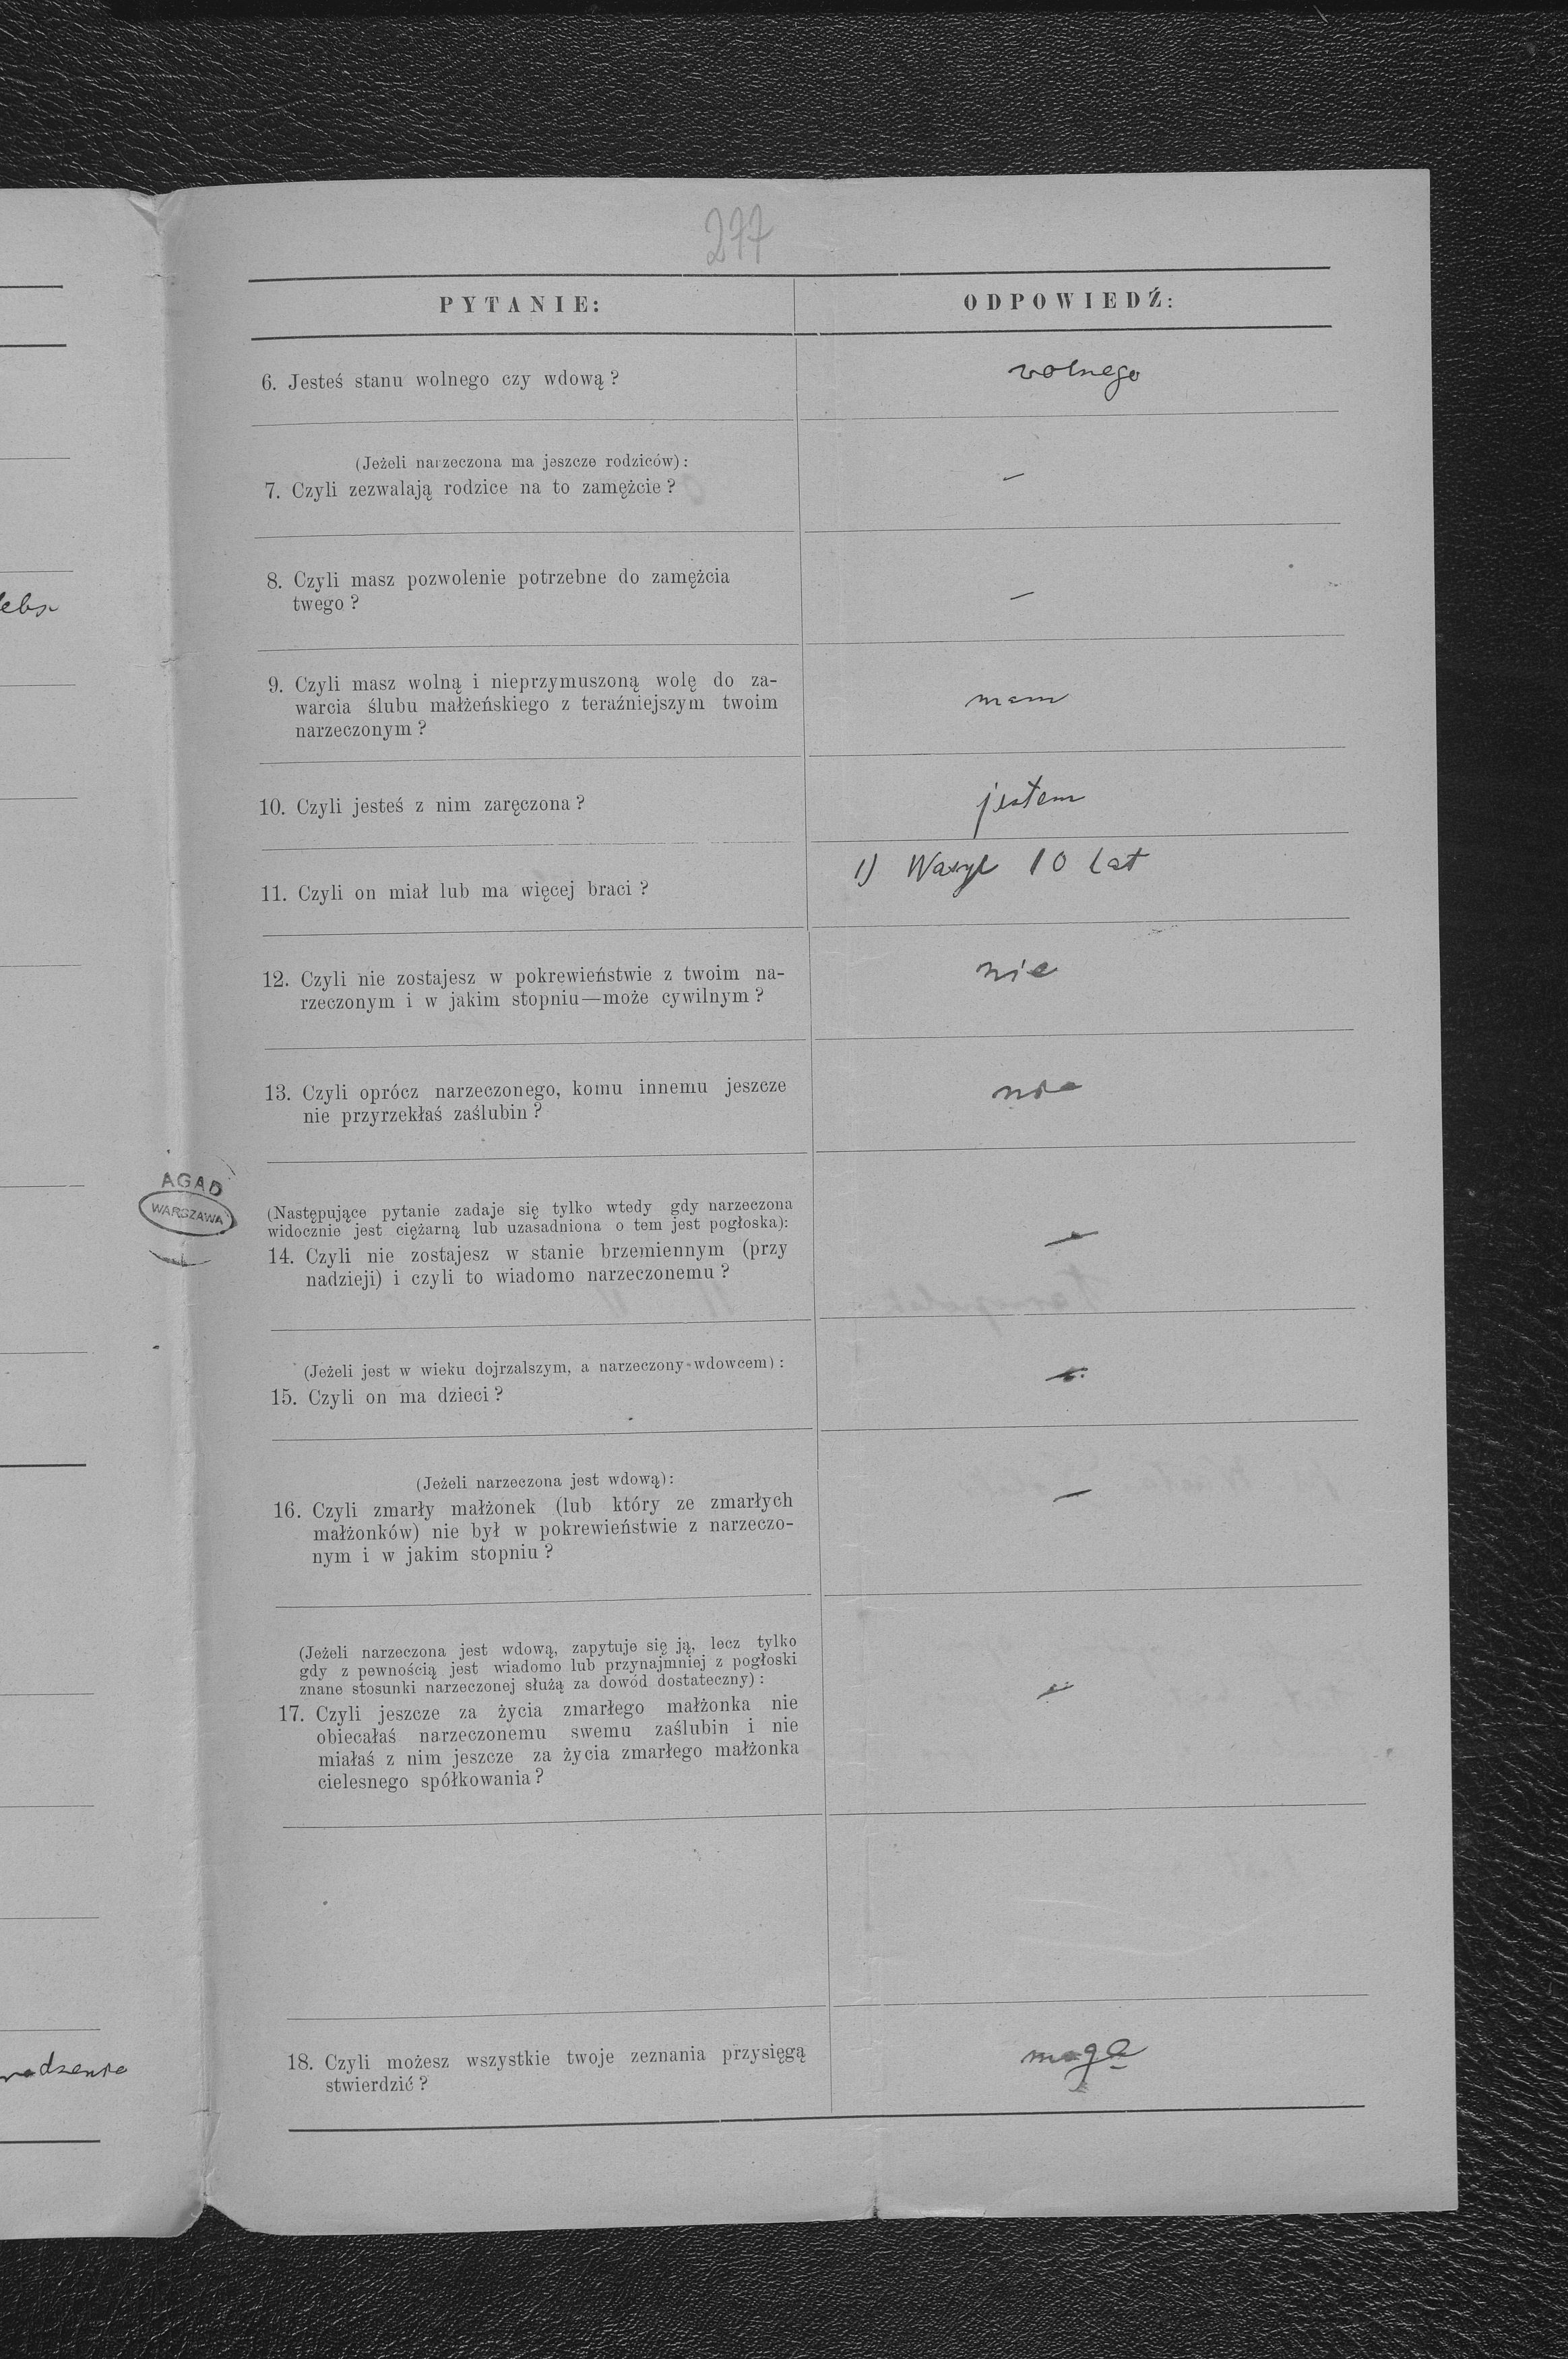 277
PYTANIE:
ODPOWIEDŹ:
6. Jesteś stanu wolnego czy wdową?
wolnego
(Jeżeli narzeczona ma jeszcze rodziców):
7. Czyli zezwalają rodzice na to zamężcie?
—
8. Czyli masz pozwolenie potrzebne do zamężcia
twego?
—
9. Czyli masz wolną i nieprzymuszoną wolę do za-
warcia ślubu małżeńskiego z teraźniejszym twoim
narzeczonym?
mam
10. Czyli jesteś z nim zaręczona?
jestem
11. Czyli on miał lub ma więcej braci?
1) Wasyl 10 lat
12. Czyli nie zostajesz w pokrewieństwie z twoim na-
rzeczonym i w jakim stopniu—może cywilnym?
nie
13. Czyli oprócz narzeczonego, komu innemu jeszcze
nie przyrzekłaś zaślubin?
nie
AGAD
WARSZAWA
(Następujące pytanie zadaje się tylko wtedy gdy narzeczona
widocznie jest ciężarną lub uzasadniona o tem jest pogłoska):
14. Czyli nie zostajesz w stanie brzemiennym (przy
nadzieji) i czyli to wiadomo narzeczonemu?
—
(Jeżeli jest w wieku dojrzalszym, a narzeczony-wdowcem):
15. Czyli on ma dzieci?
—
(Jeżeli narzeczona jest wdową):
16. Czyli zmarły małżonek (lub który ze zmarłych
małżonków) nie był w pokrewieństwie z narzeczo-
nym i w jakim stopniu?
—
(Jeżeli narzeczona jest wdową, zapytuje się ją, lecz tylko
gdy z pewnością jest wiadomo lub przynajmniej z pogłoski
znane stosunki narzeczonej służą za dowód dostateczny):
17. Czyli jeszcze za życia zmarłego małżonka nie
obiecałaś narzeczonemu swemu zaślubin i nie
miałaś z nim jeszcze za życia zmarłego małżonka
cielesnego spółkowania?
—
18. Czyli możesz wszystkie twoje zeznania przysięgą
stwierdzić?
mogę